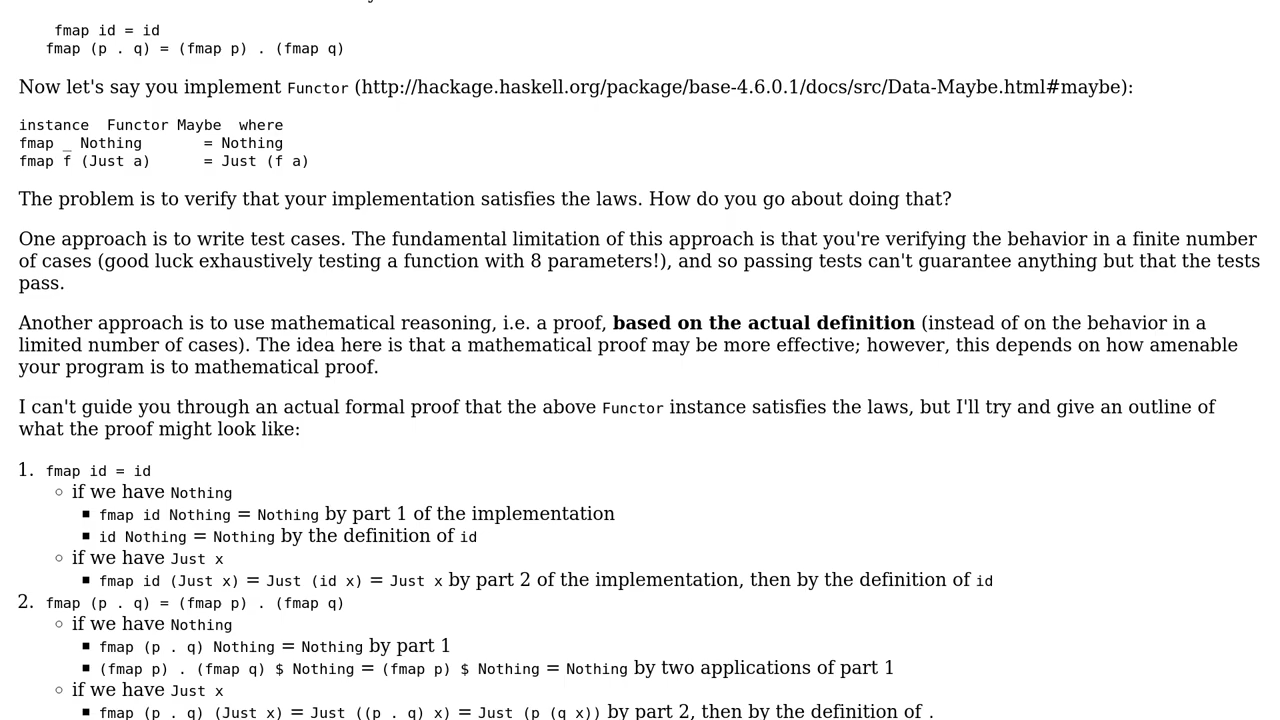 fmap id = id
fmap (p . q) = (fmap p) . (fmap q)
Now let's say you implement Functor (http://hackage.haskell.org/package/base-4.6.0.1/docs/src/Data-Maybe.html#maybe):
instance  Functor Maybe  where
fmap _ Nothing       = Nothing
fmap f (Just a)      = Just (f a)
The problem is to verify that your implementation satisfies the laws. How do you go about doing that?
One approach is to write test cases. The fundamental limitation of this approach is that you're verifying the behavior in a finite number
of cases (good luck exhaustively testing a function with 8 parameters!), and so passing tests can't guarantee anything but that the tests
pass.
Another approach is to use mathematical reasoning, i.e. a proof, based on the actual definition (instead of on the behavior in a
limited number of cases). The idea here is that a mathematical proof may be more effective; however, this depends on how amenable
your program is to mathematical proof.
I can't guide you through an actual formal proof that the above Functor instance satisfies the laws, but I'll try and give an outline of
what the proof might look like:
1. fmap id = id
◦ if we have Nothing
▪ fmap id Nothing = Nothing by part 1 of the implementation
▪ id Nothing = Nothing by the definition of id
◦ if we have Just x
▪ fmap id (Just x) = Just (id x) = Just x by part 2 of the implementation, then by the definition of id
2. fmap (p . q) = (fmap p) . (fmap q)
◦ if we have Nothing
▪ fmap (p . q) Nothing = Nothing by part 1
▪ (fmap p) . (fmap q) $ Nothing = (fmap p) $ Nothing = Nothing by two applications of part 1
◦ if we have Just x
▪ fmap (p . q) (Just x) = Just ((p . q) x) = Just (p (q x)) by part 2, then by the definition of .